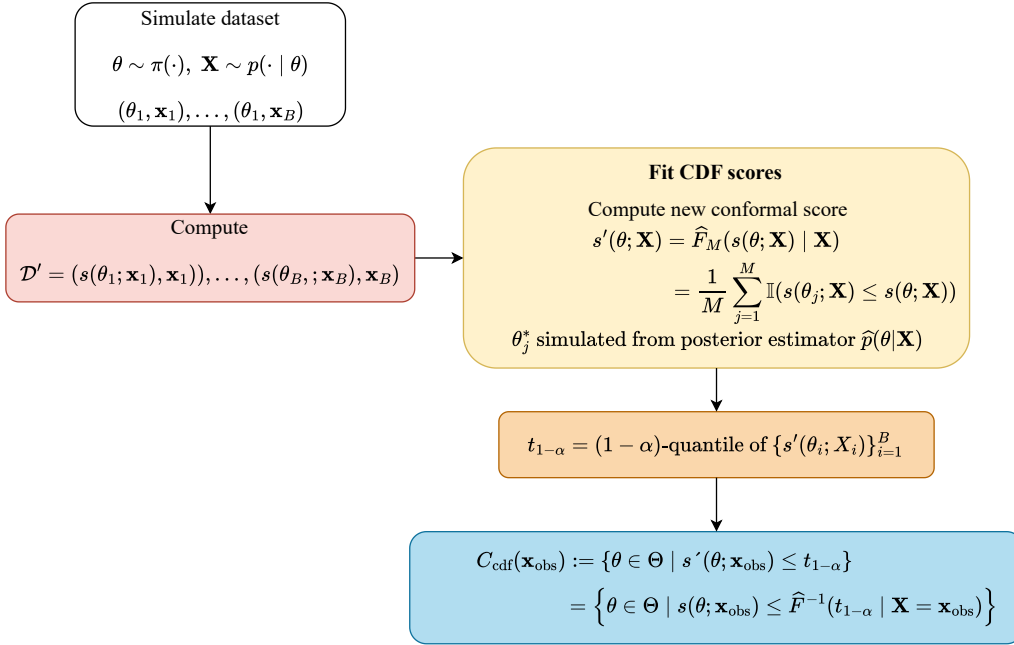 Simulate dataset
θ ∼ π(·), X ∼ p(· | θ)
(θ₁, x₁), …, (θ₁, x_B)
Compute
𝒟′ = (s(θ₁; x₁), x₁)), …, (s(θ_B,; x_B), x_B)
Fit CDF scores
Compute new conformal score
s′(θ; X) = F̂_M(s(θ; X) | X)
= 1/M ∑_{j=1}^{M} 𝕀(s(θ_j; X) ≤ s(θ; X))
θ_j^* simulated from posterior estimator p̂(θ|X)
t_{1−α} = (1 − α)-quantile of {s′(θ_i; X_i)}_{i=1}^{B}
C_cdf(x_obs) := {θ ∈ Θ | s´(θ; x_obs) ≤ t_{1−α}}
= {θ ∈ Θ | s(θ; x_obs) ≤ F̂^{−1}(t_{1−α} | X = x_obs)}